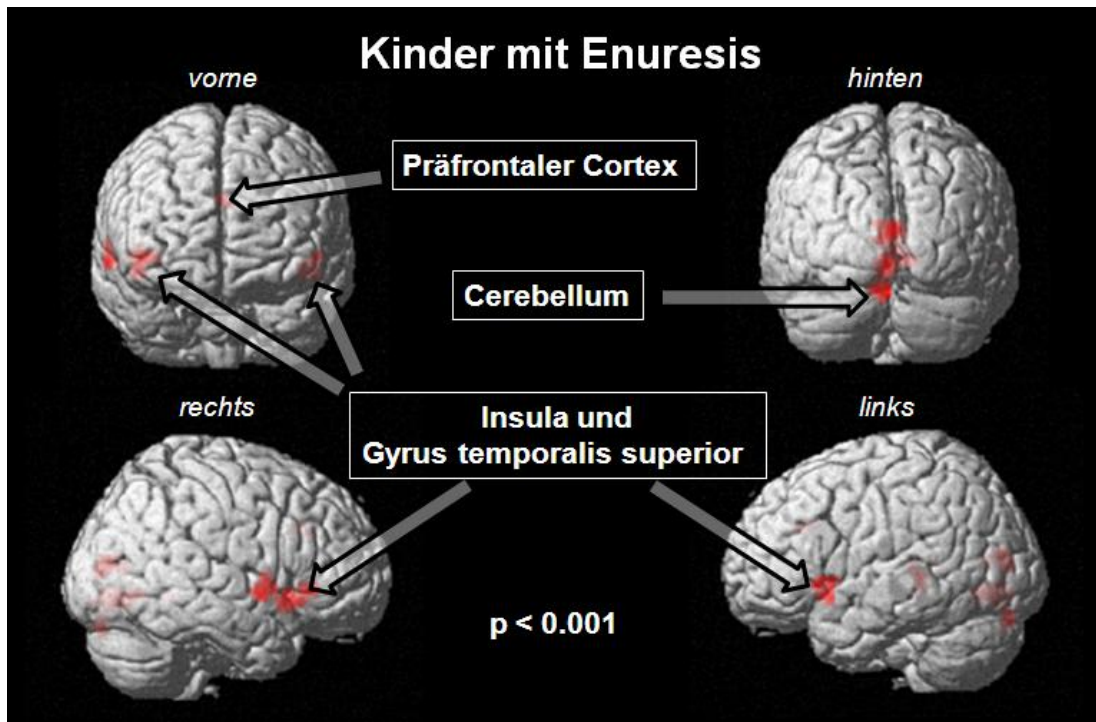 Kinder mit Enuresis
vorne
hinten
Präfrontaler Cortex
Cerebellum
rechts
links
Insula und
Gyrus temporalis superior
p < 0.001